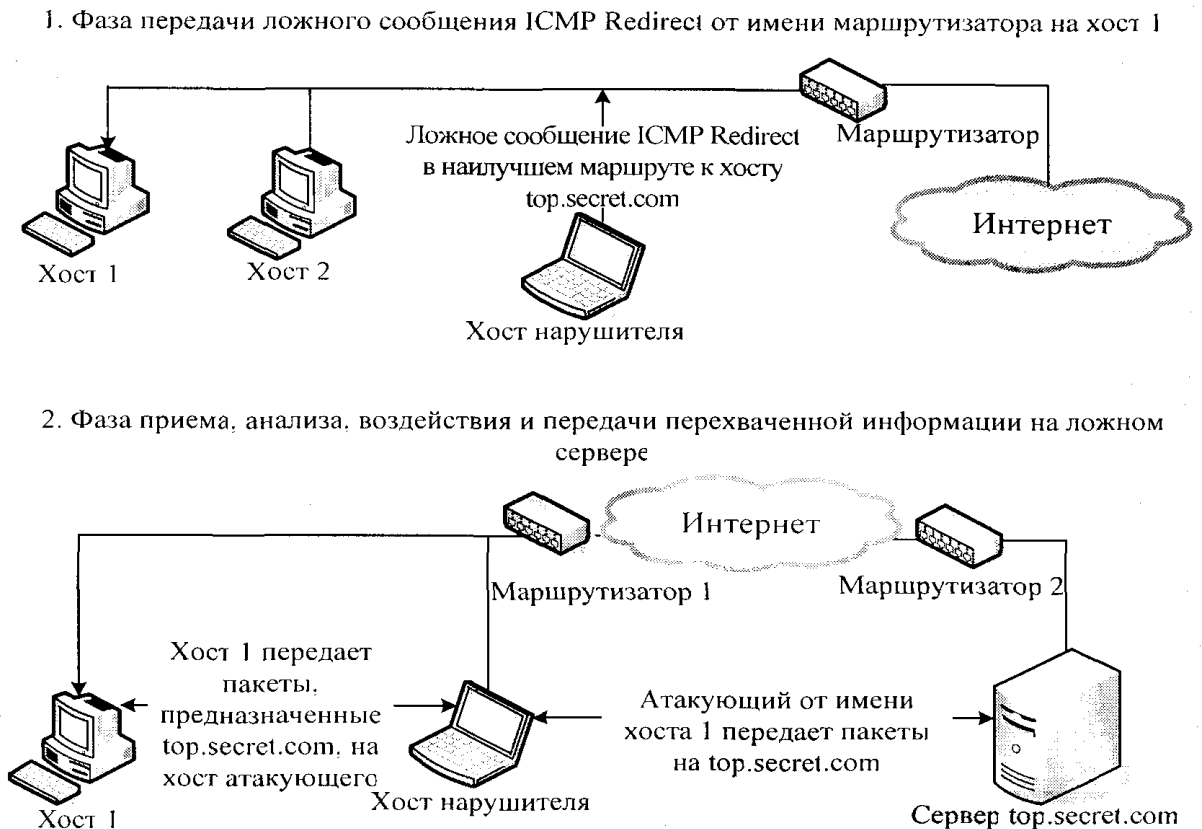 1. Фаза передачи ложного сообщения ICMP Redirect от имени маршрутизатора на хост 1
Ложное сообщение ICMP Redirect
в наилучшем маршруте к хосту
top.secret.com
Маршрутизатор
Интернет
Хост 1
Хост 2
Хост нарушителя
2. Фаза приема, анализа, воздействия и передачи перехваченной информации на ложном
сервере
Интернет
Маршрутизатор 1
Маршрутизатор 2
Хост 1 передает
пакеты,
предназначенные
top.secret.com, на
хост атакующего
Атакующий от имени
хоста 1 передает пакеты
на top.secret.com
Хост 1
Хост нарушителя
Сервер top.secret.com